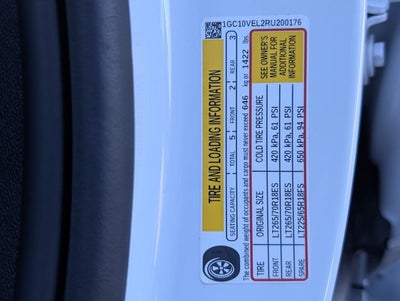 1GC10VEL2RU200176
TIRE AND LOADING INFORMATION
SEATING CAPACITY TOTAL 5 FRONT 2 REAR 3
The combined weight of occupants and cargo must never exceed 646 kg or 1422 lbs.
TIRE ORIGINAL SIZE COLD TIRE PRESSURE
FRONT LT265/70R18ES 420 kPa, 61 PSI
REAR LT265/70R18ES 420 kPa, 61 PSI
SPARE LT225/65R18FS 650 kPa, 94 PSI
SEE OWNER'S
MANUAL FOR
ADDITIONAL
INFORMATION